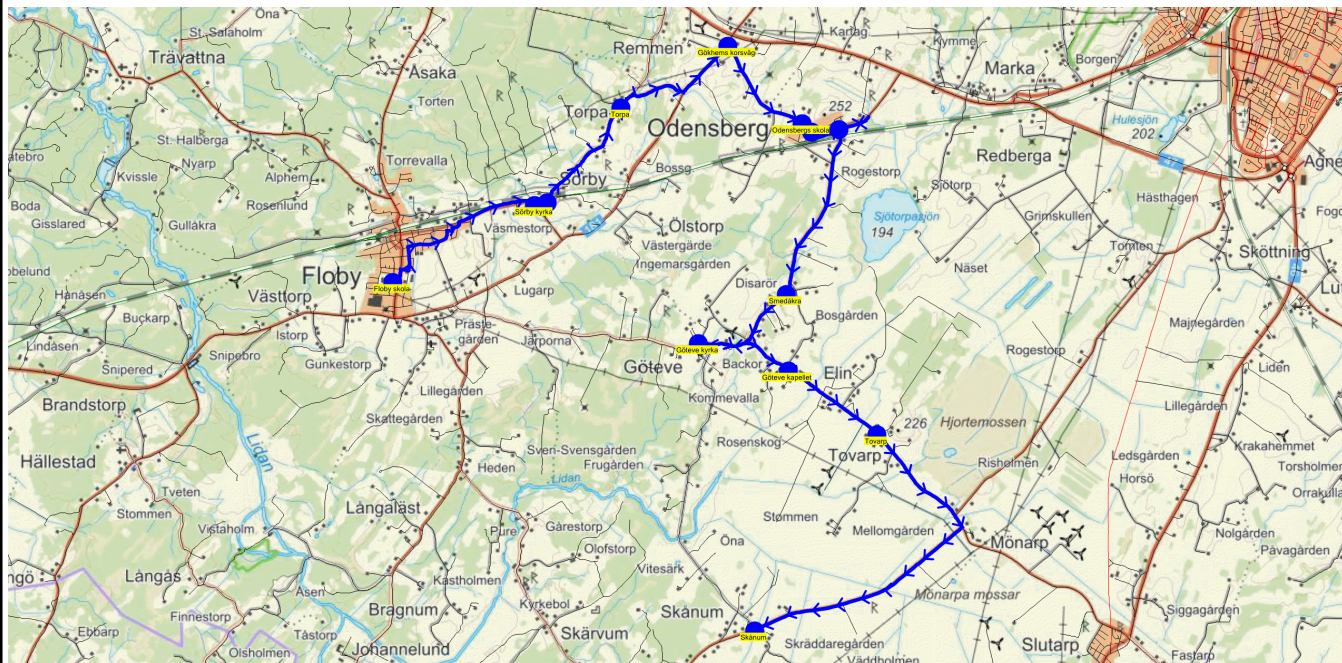 Öna
St. Salaholm
Trävattna
Åsaka
Torten
Remmen
Kartag
Kymme
Borgen
Marka
Gökhems korsväg
Torpa
Torpa
Odensberg
252
Odensbergs skola
Hulesjön
202
Redberga
St. Halberga
Nyarp
Kvissle
Alphem
Torrevalla
Boda
Gisslared
Rosenlund
Gullåkra
Sörby
Sörby kyrka
Väsmestorp
Bossg.
Rogestorp
Sjötorp
Sjötorpasjön
194
Grimskullen
Hästhagen
Tomten
Sköttning
Ölstorp
Västergärde
Ingemarsgården
Disarör
Näset
Floby
Floby skola
Hånåsen
Västtorp
Buçkarp
Lugarp
Smedåkra
Bosgården
Majnegården
Lindåsen
Snipebro
Snipered
Istorp
Gunkestorp
Präste-
gården
Järporna
Göteve kyrka
Göteve
Backor
Göteve kapellet
Elin
Rogestorp
Liden
Brandstorp
Lillegården
Skattegården
Kommevalla
226
Hjortemossen
Lillegården
Hällestad
Lidan
Sven-Svensgården
Frugården
Rosenskog
Tovarp
Tovarp
Risholmen
Ledsgården
Krakahemmet
Torsholmen
Horsö
Tveten
Stommen
Vistaholm
Långaläst
Heden
Lidan
Pure
Gårestorp
Olofstorp
Stommen
Mellomgården
Mönarp
Nolgården
Påvagården
Öna
Vitesärk
Långås
Åsen
Kastholmen
Kyrkebol
Skånum
Mönarpa mossar
Siggagården
Finnestorp
Bragnum
Ebbarp
Tåstorp
Olsholmen
Johannelund
Skärvum
Skånum
Skräddaregården
Väddholmen
Slutarp
Fastarp